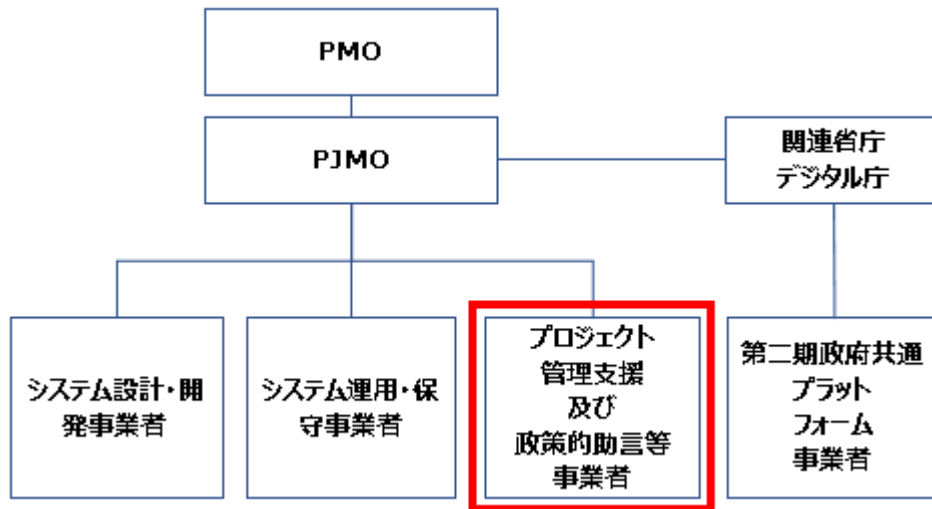 PMO
PJMO
関連省庁
デジタル庁
システム設計・開
発事業者
システム運用・保
守事業者
プロジェクト
管理支援
及び
政策的助言等
事業者
第二期政府共通
プラット
フォーム
事業者